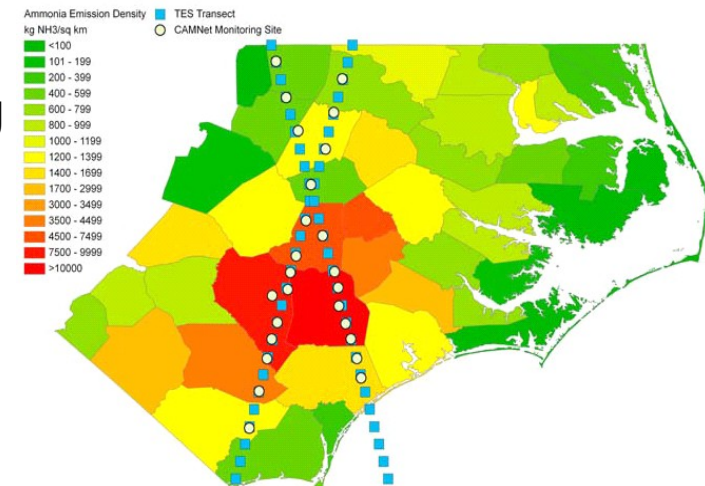 Ammonia Emission Density
kg NH3/sq km
<100
101 - 199
200 - 399
400 - 599
600 - 799
800 - 999
1000 - 1199
1200 - 1399
1400 - 1699
1700 - 2999
3000 - 3499
3500 - 4499
4500 - 7499
7500 - 9999
>10000
TES Transect
CAMNet Monitoring Site